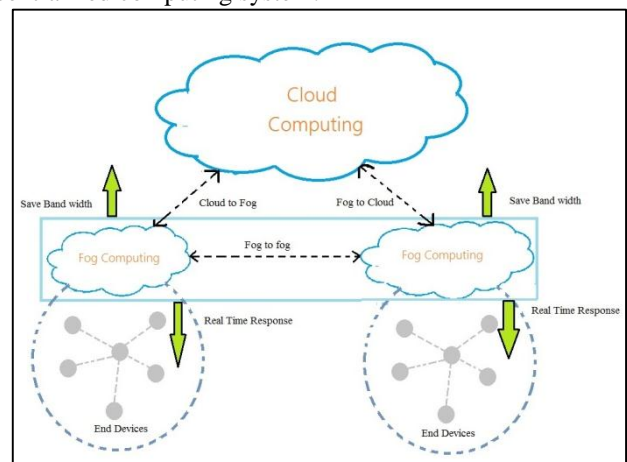 Cloud
Computing
Save Band width
Cloud to Fog
Fog to Cloud
Save Band width
Fog Computing
Fog to fog
Fog Computing
Real Time Response
Real Time Response
End Devices
End Devices